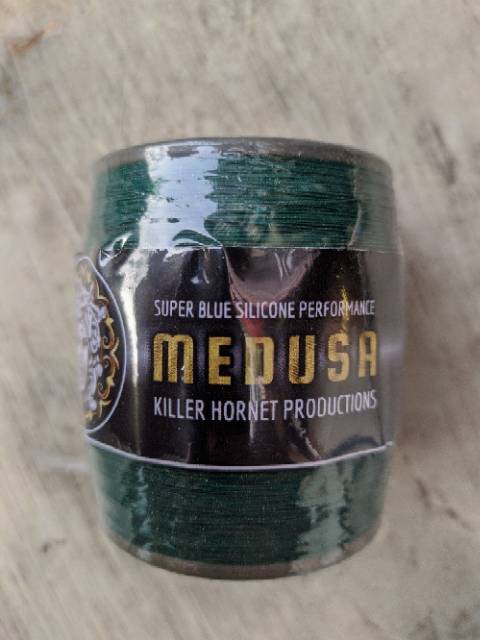 SUPER BLUE SILICONE PERFORMANCE
MEDUSA
KILLER HORNET PRODUCTIONS